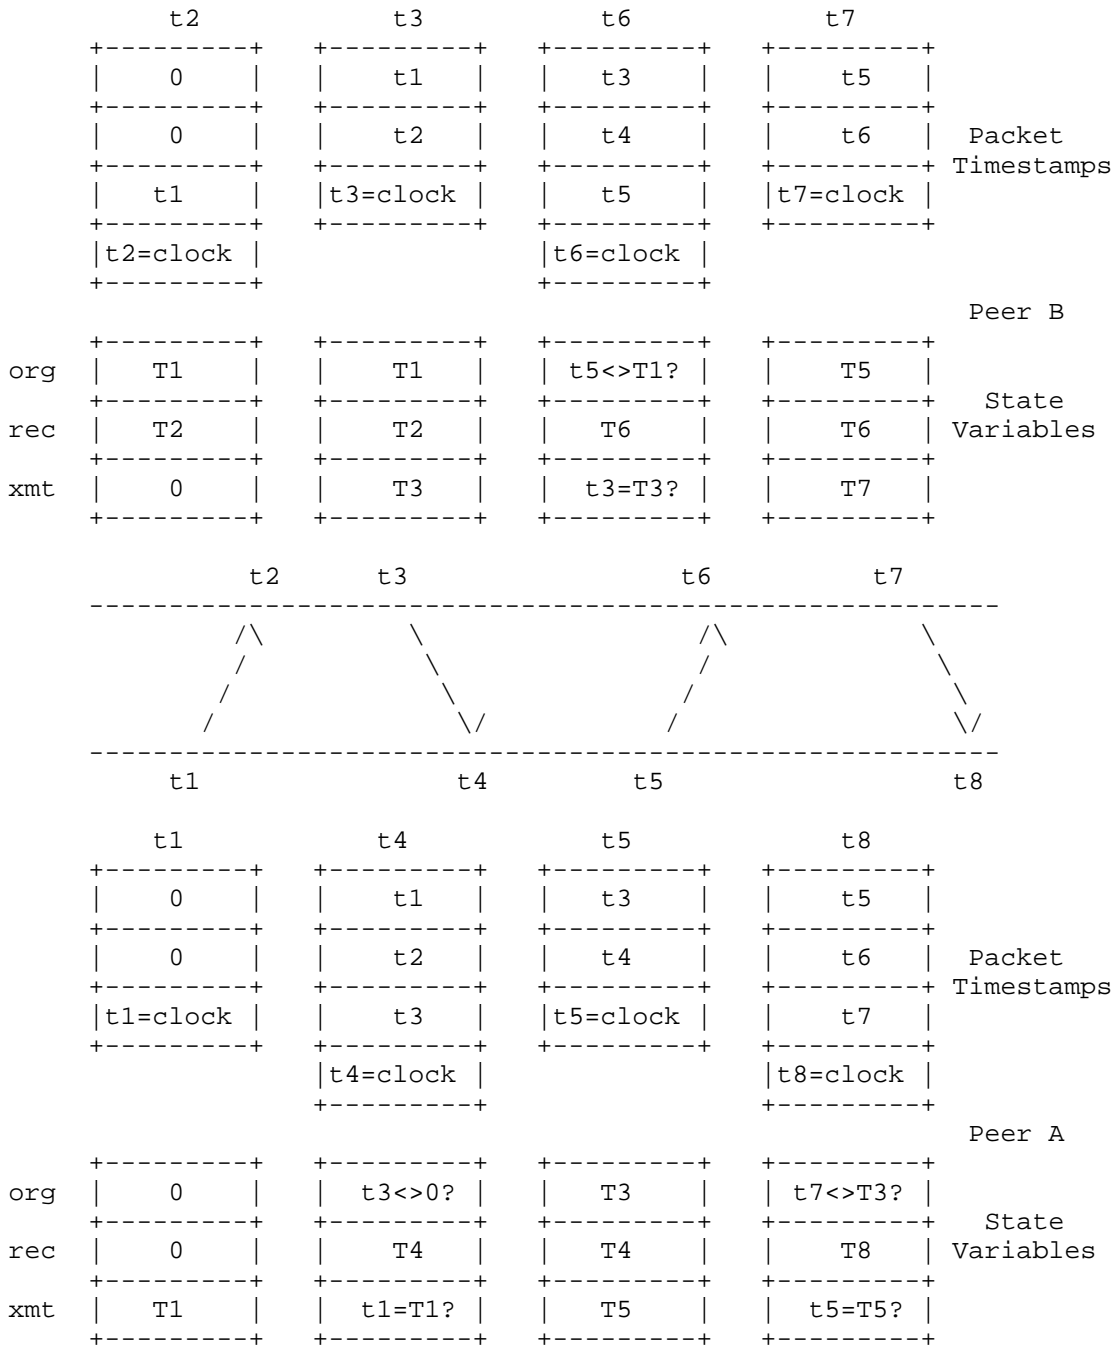 t2            t3            t6            t7
     +---------+   +---------+   +---------+   +---------+
     |    0    |   |    t1   |   |   t3    |   |    t5   |
     +---------+   +---------+   +---------+   +---------+
     |    0    |   |    t2   |   |   t4    |   |    t6   |  Packet
     +---------+   +---------+   +---------+   +---------+ Timestamps
     |   t1    |   |t3=clock |   |   t5    |   |t7=clock |
     +---------+   +---------+   +---------+   +---------+
     |t2=clock |                 |t6=clock |
     +---------+                 +---------+
                                                            Peer B
     +---------+   +---------+   +---------+   +---------+
org  |   T1    |   |    T1   |   | t5<>T1? |   |    T5   |
     +---------+   +---------+   +---------+   +---------+   State
rec  |   T2    |   |    T2   |   |   T6    |   |    T6   | Variables
     +---------+   +---------+   +---------+   +---------+
xmt  |    0    |   |    T3   |   |  t3=T3? |   |    T7   |
     +---------+   +---------+   +---------+   +---------+

               t2      t3                 t6          t7
     ---------------------------------------------------------
              /\         \                 /\            \
              /           \                /              \
             /             \              /                \
            /               \/           /                 \/
     ---------------------------------------------------------
          t1                t4         t5                  t8

         t1            t4            t5             t8
     +---------+   +---------+   +---------+   +---------+
     |    0    |   |    t1   |   |   t3    |   |    t5   |
     +---------+   +---------+   +---------+   +---------+
     |    0    |   |    t2   |   |   t4    |   |    t6   |  Packet
     +---------+   +---------+   +---------+   +---------+ Timestamps
     |t1=clock |   |    t3   |   |t5=clock |   |    t7   |
     +---------+   +---------+   +---------+   +---------+
                   |t4=clock |                 |t8=clock |
                   +---------+                 +---------+
                                                            Peer A
     +---------+   +---------+   +---------+   +---------+
org  |    0    |   |  t3<>0? |   |   T3    |   | t7<>T3? |
     +---------+   +---------+   +---------+   +---------+   State
rec  |    0    |   |    T4   |   |   T4    |   |    T8   | Variables
     +---------+   +---------+   +---------+   +---------+
xmt  |   T1    |   |  t1=T1? |   |   T5    |   |  t5=T5? |
     +---------+   +---------+   +---------+   +---------+